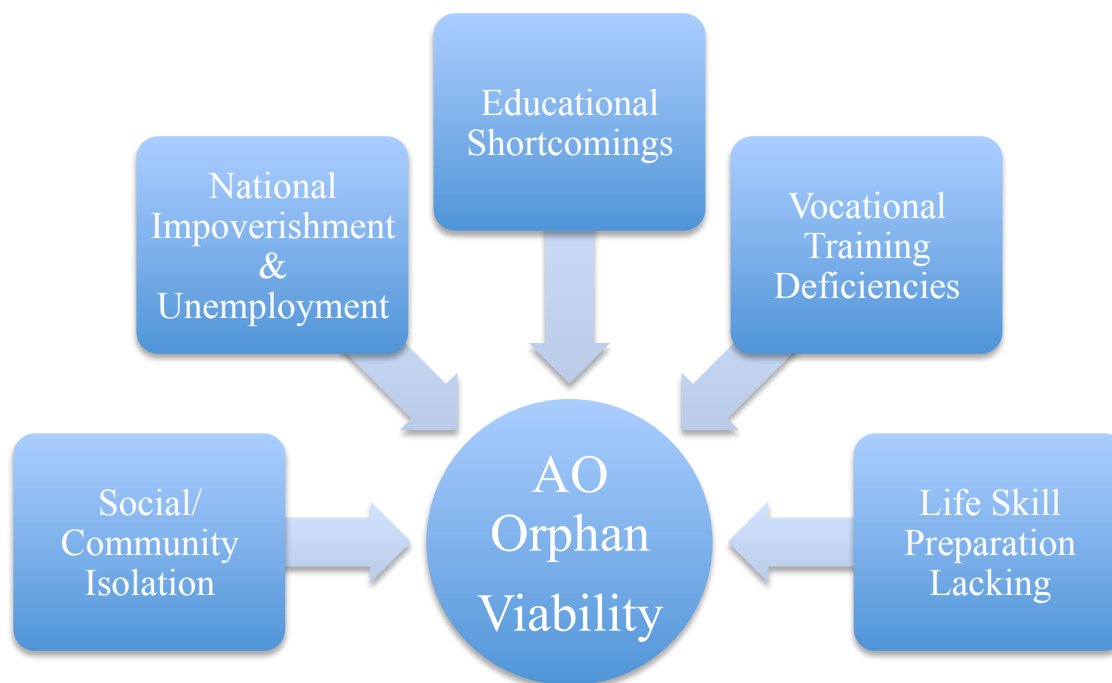 Educational
Shortcomings
National
Impoverishment
&
Unemployment
Vocational
Training
Deficiencies
Social/
Community
Isolation
AO
Orphan
Viability
Life Skill
Preparation
Lacking